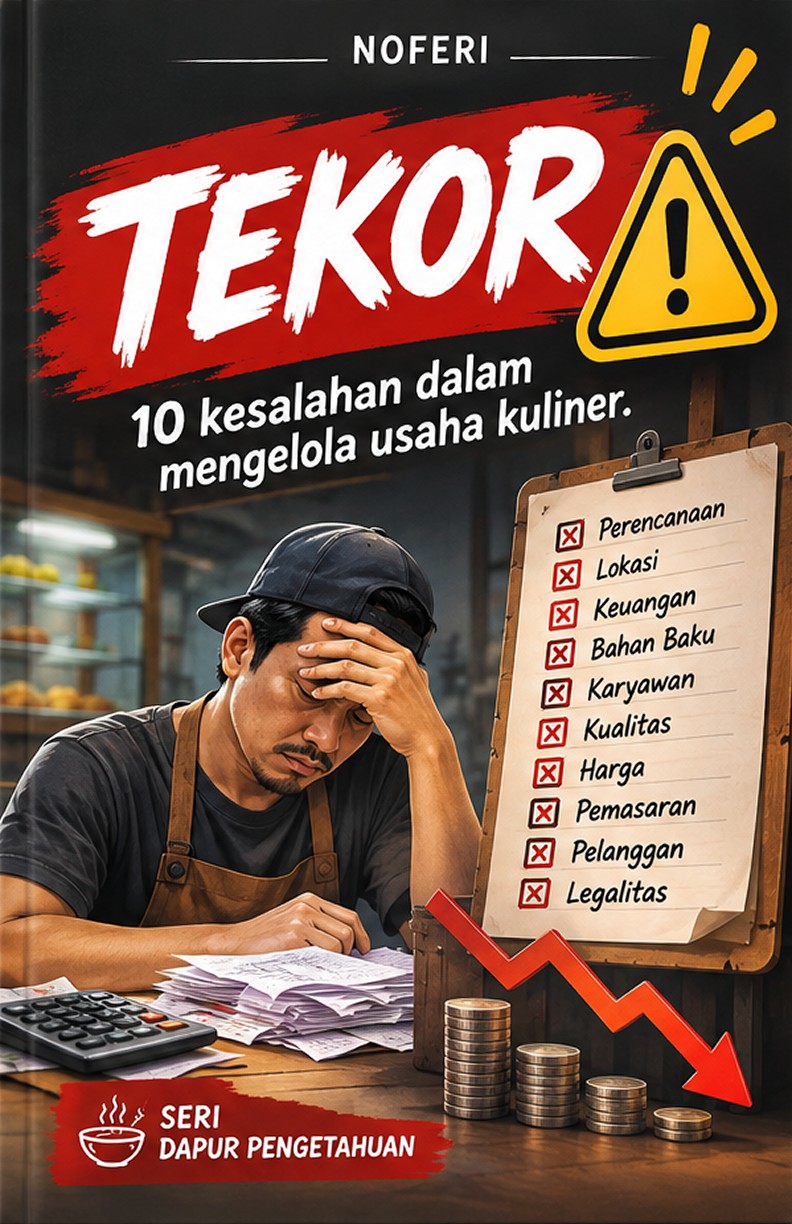 NOFERI
TEKOR
10 kesalahan dalam
mengelola usaha kuliner.
Perencanaan
Lokasi
Keuangan
Bahan Baku
Karyawan
Kualitas
Harga
Pemasaran
Pelanggan
Legalitas
SERI
DAPUR PENGETAHUAN